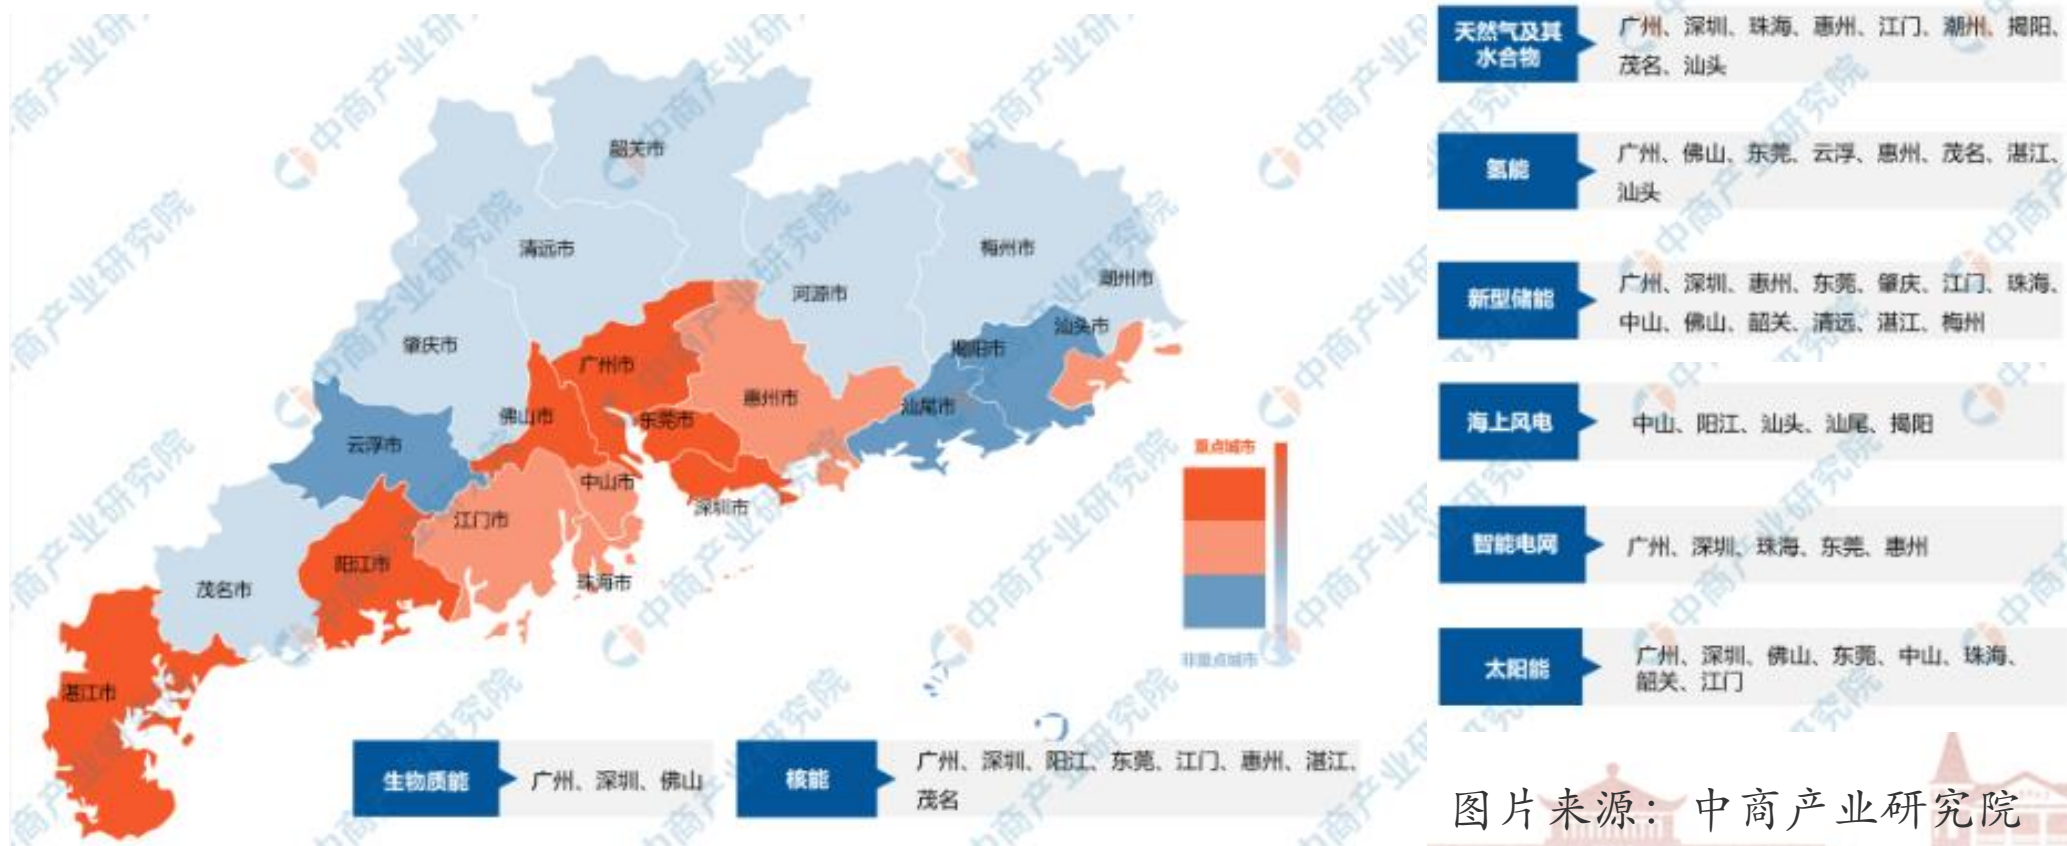 韶关市
清远市
梅州市
潮州市
河源市
汕头市
肇庆市
揭阳市
广州市
惠州市
汕尾市
佛山市
东莞市
云浮市
中山市
深圳市
江门市
阳江市
珠海市
茂名市
湛江市
重点城市
非重点城市
天然气及其
水合物
广州、深圳、珠海、惠州、江门、潮州、揭阳、
茂名、汕头
氢能
广州、佛山、东莞、云浮、惠州、茂名、湛江、
汕头
新型储能
广州、深圳、惠州、东莞、肇庆、江门、珠海、
中山、佛山、韶关、清远、湛江、梅州
海上风电
中山、阳江、汕头、汕尾、揭阳
智能电网
广州、深圳、珠海、东莞、惠州
太阳能
广州、深圳、佛山、东莞、中山、珠海、
韶关、江门
生物质能
广州、深圳、佛山
核能
广州、深圳、阳江、东莞、江门、惠州、湛江、
茂名
图片来源：中商产业研究院
中商产业研究院